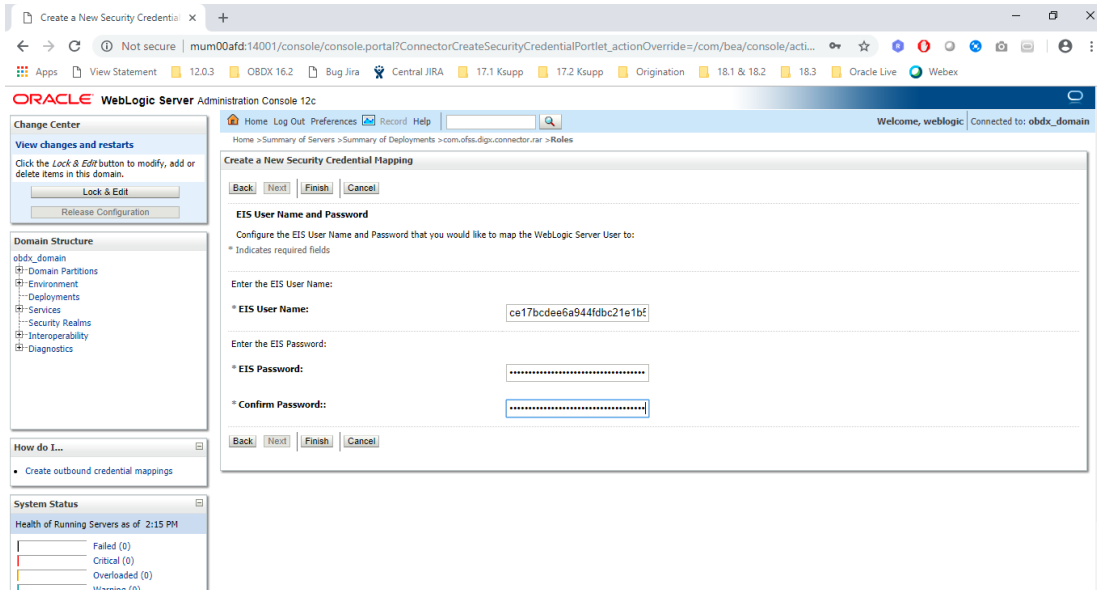 Create a New Security Credential
Not secure | mum00afd:14001/console/console.portal?ConnectorCreateSecurityCredentialPortlet_actionOverride=/com/bea/console/acti...
Apps View Statement 12.0.3 OBDX 16.2 Bug Jira Central JIRA 17.1 Ksupp 17.2 Ksupp Origination 18.1 & 18.2 18.3 Oracle Live Webex
ORACLE WebLogic Server Administration Console 12c
Change Center
View changes and restarts
Click the Lock & Edit button to modify, add or
delete items in this domain.
Lock & Edit
Release Configuration
Domain Structure
obdx_domain
Domain Partitions
Environment
Deployments
Services
Security Realms
Interoperability
Diagnostics
How do I...
Create outbound credential mappings
System Status
Health of Running Servers as of 2:15 PM
Failed (0)
Critical (0)
Overloaded (0)
Warning (0)
Home Log Out Preferences Record Help
Welcome, weblogic Connected to: obdx_domain
Home >Summary of Servers >Summary of Deployments >com.ofss.digx.connector.rar >Roles
Create a New Security Credential Mapping
Back Next Finish Cancel
EIS User Name and Password
Configure the EIS User Name and Password that you would like to map the WebLogic Server User to:
* Indicates required fields
Enter the EIS User Name:
* EIS User Name: ce17bcdee6a944fdbc21e1b5
Enter the EIS Password:
* EIS Password:
* Confirm Password::
Back Next Finish Cancel